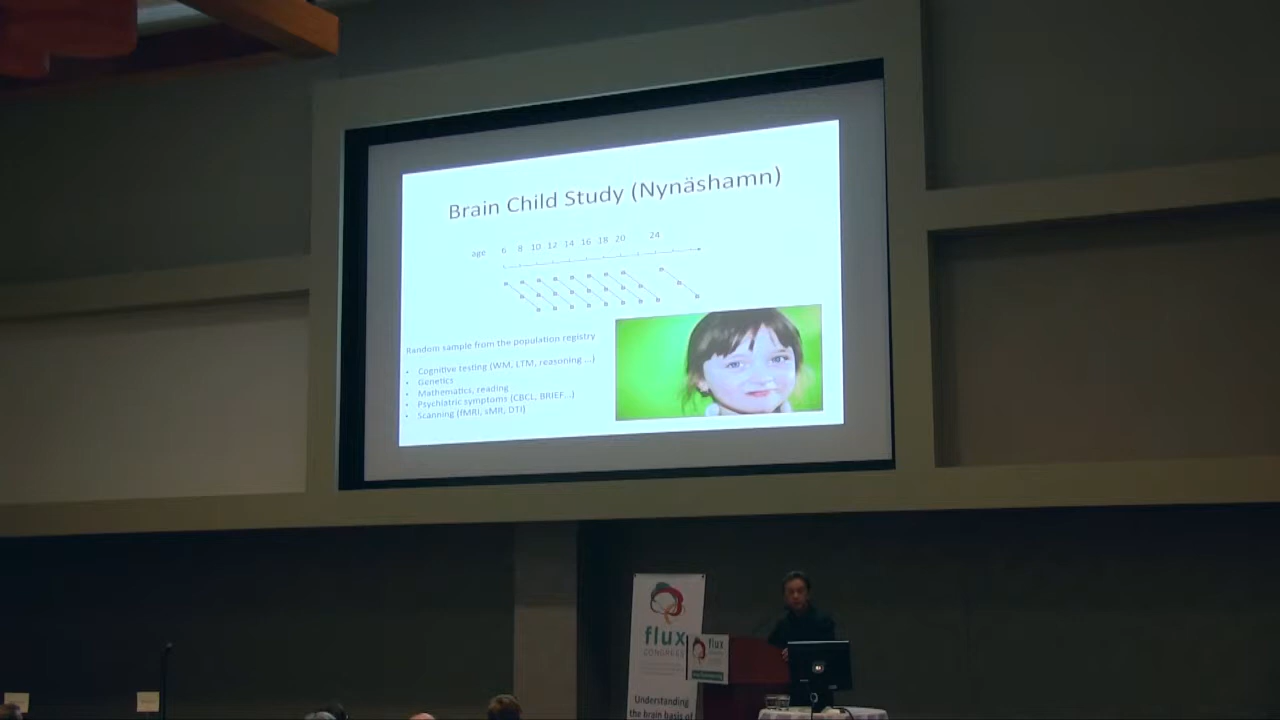 Brain Child Study (Nynäshamn)
age 6 8 10 12 14 16 18 20 24
Random sample from the population registry
• Cognitive testing (WM, LTM, reasoning ...)
• Genetics
• Mathematics, reading
• Psychiatric symptoms (CBCL, BRIEF...)
• Scanning (fMRI, sMR, DTI)
flux
CONGRESS
flux
Understanding
the brain basis of